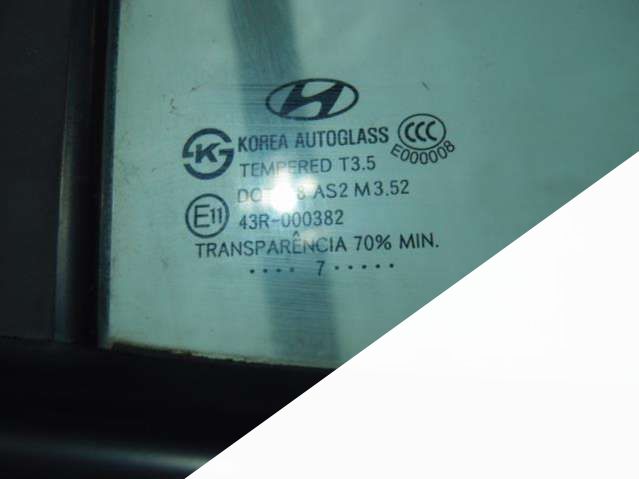 KOREA AUTOGLASS CCC
E000008
TEMPERED T3.5
AS2 M3.52
E11 43R-000382
TRANSPARÊNCIA 70% MIN.
.... 7 .....